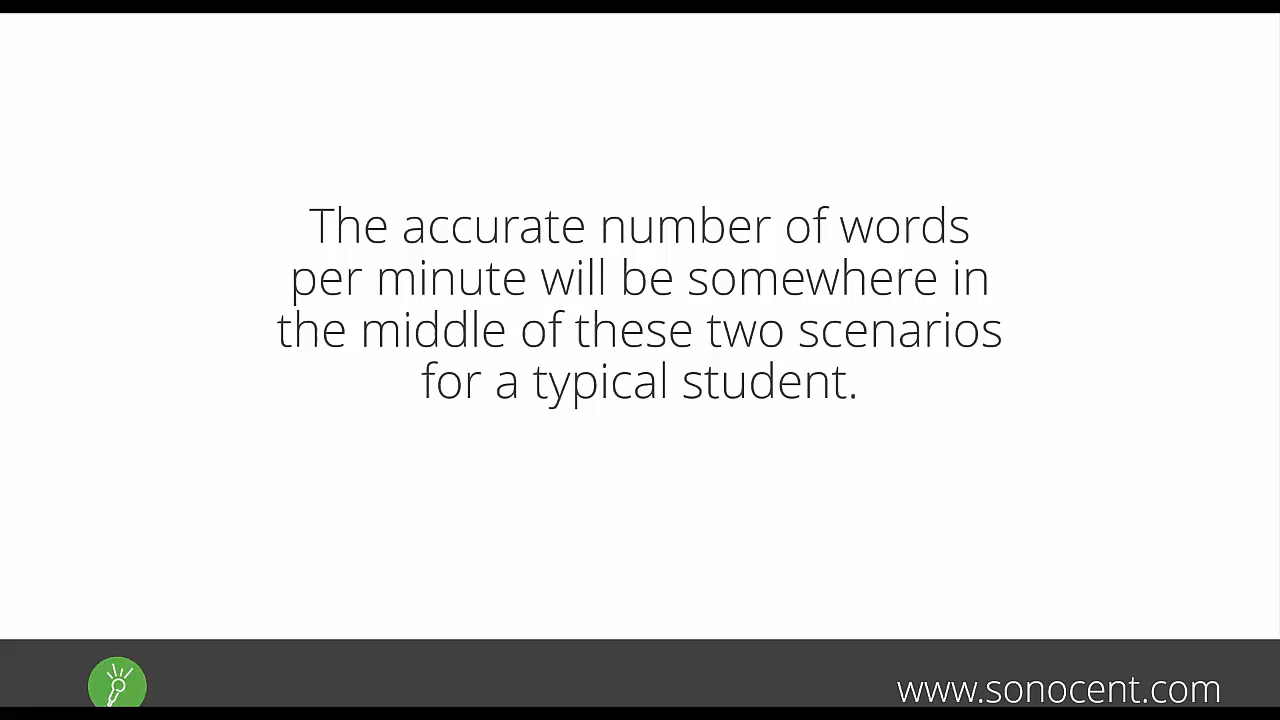 The accurate number of words
per minute will be somewhere in
the middle of these two scenarios
for a typical student.
www.sonocent.com